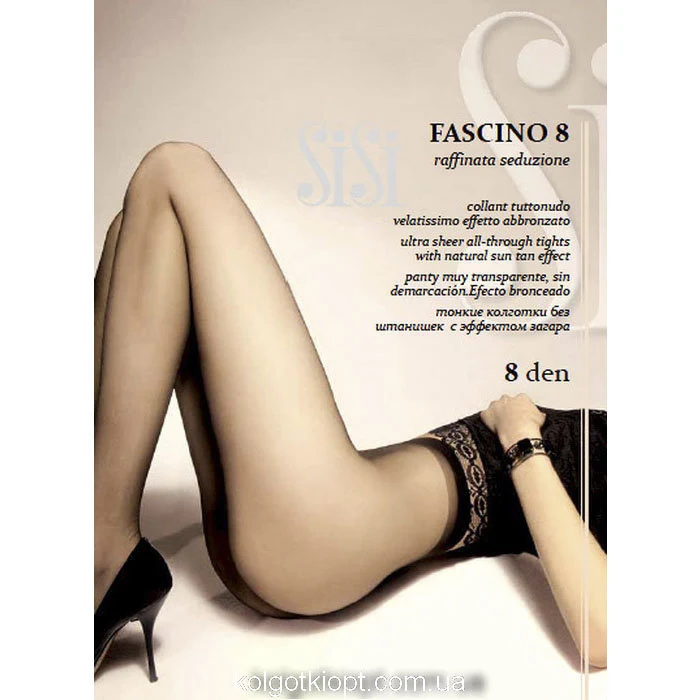 Si
SiSi
FASCINO 8
raffinata seduzione
collant tuttonudo
velatissimo effetto abbronzato
ultra sheer all-through tights
with natural sun tan effect
panty muy transparente, sin
demarcación.Efecto bronceado
тонкие колготки без
штанишек с эффектом загара
8 den
kolgotkiopt.com.ua